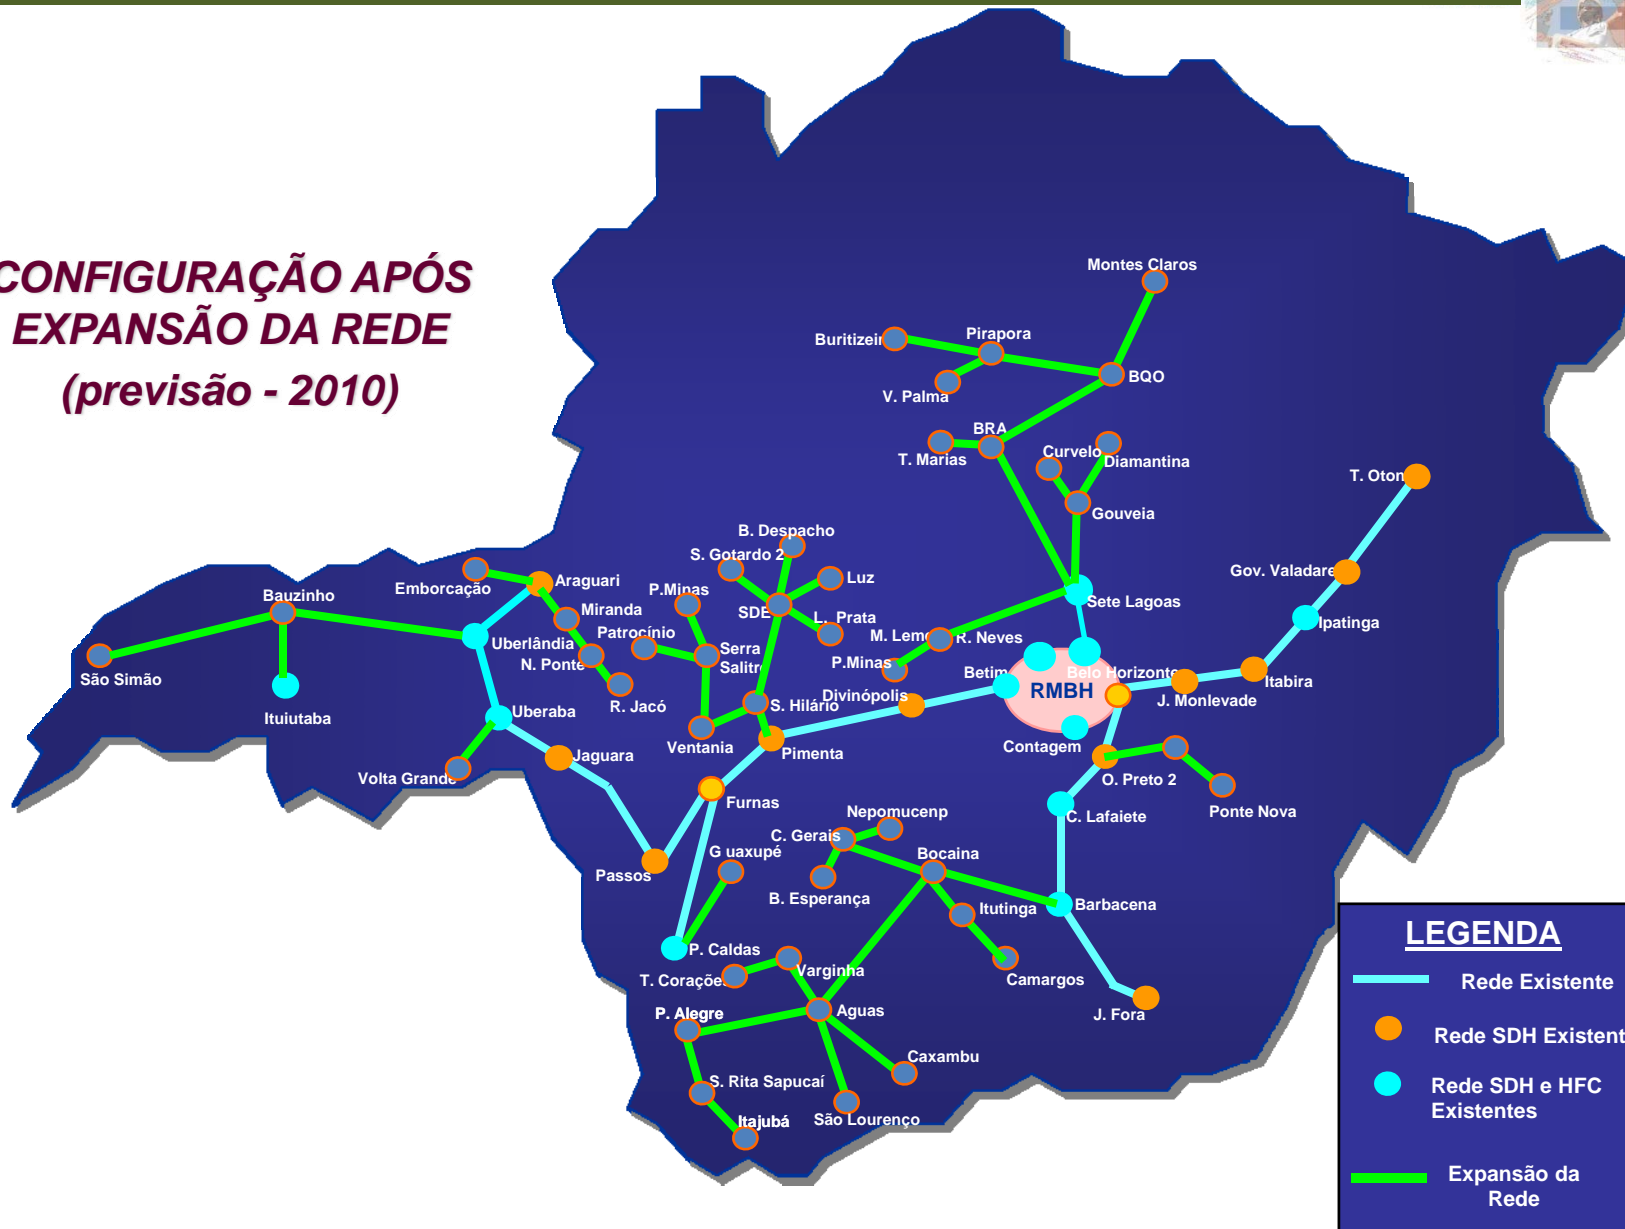 CONFIGURAÇÃO APÓS
EXPANSÃO DA REDE
(previsão - 2010)
Montes Claros
Buritizeir
Pirapora
BQO
V. Palma
BRA
T. Marias
Curvelo
Diamantina
T. Oton
Gouveia
B. Despacho
S. Gotardo 2
Luz
Gov. Valadare
Emborcação
Araguari
P.Minas
Bauzinho
Miranda
SDE
L. Prata
Sete Lagoas
Ipatinga
Patrocínio
Uberlândia
M. Leme
R. Neves
Serra
Salitre
N. Ponte
P.Minas
Betim
Belo Horizonte
São Simão
RMBH
Itabira
Divinópolis
J. Monlevade
R. Jacó
S. Hilário
Ituiutaba
Uberaba
Ventania
Pimenta
Contagem
Jaguara
Volta Grande
O. Preto 2
Furnas
Ponte Nova
Nepomucenp
C. Lafaiete
C. Gerais
G uaxupé
Bocaina
Passos
B. Esperança
Itutinga
Barbacena
P. Caldas
T. Corações
Varginha
Camargos
P. Alegre
Aguas
J. Fora
Caxambu
S. Rita Sapucaí
Itajubá
São Lourenço
LEGENDA
Rede Existente
Rede SDH Existent
Rede SDH e HFC
Existentes
Expansão da
Rede